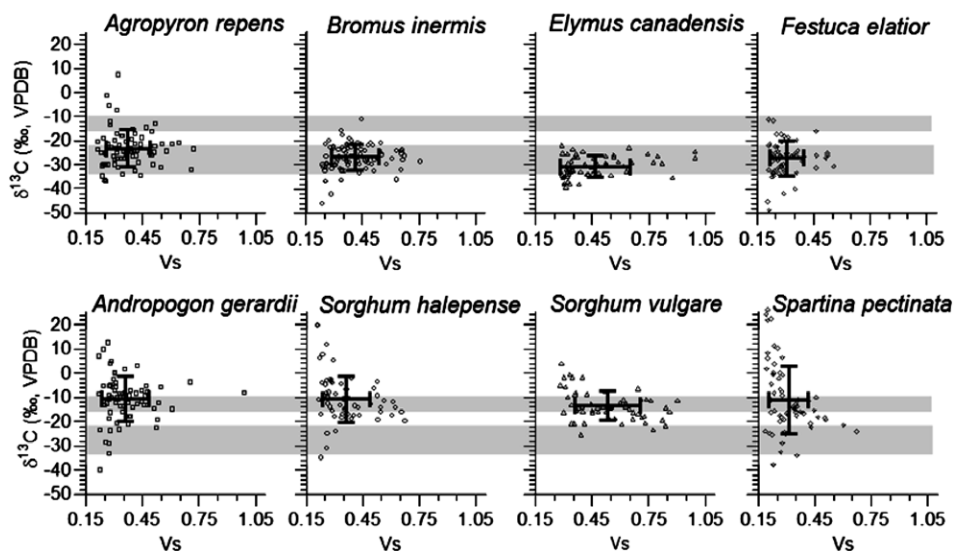 Agropyron repens Bromus inermis Elymus canadensis Festuca elatior
δ13C (‰, VPDB)
20
10
0
-10
-20
-30
-40
-50
0.15 0.45 0.75 1.05 0.15 0.45 0.75 1.05 0.15 0.45 0.75 1.05 0.15 0.45 0.75 1.05
Vs Vs Vs Vs
Andropogon gerardii Sorghum halepense Sorghum vulgare Spartina pectinata
δ13C (‰, VPDB)
20
10
0
-10
-20
-30
-40
-50
0.15 0.45 0.75 1.05 0.15 0.45 0.75 1.05 0.15 0.45 0.75 1.05 0.15 0.45 0.75 1.05
Vs Vs Vs Vs